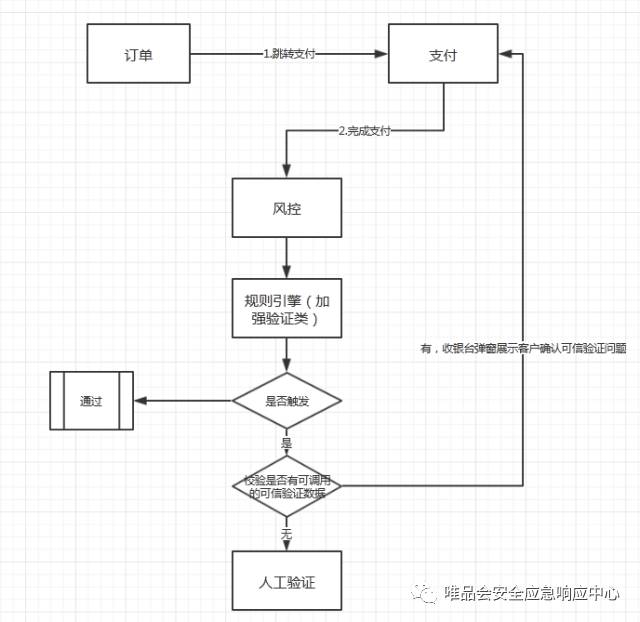 订单
1.跳转支付
支付
2.完成支付
风控
规则引擎（加
强验证类）
有，收银台弹窗展示客户确认可信验证问题
通过
是否触发
是
校验是否有可调用
的可信验证数据
无
人工验证
唯品会安全应急响应中心